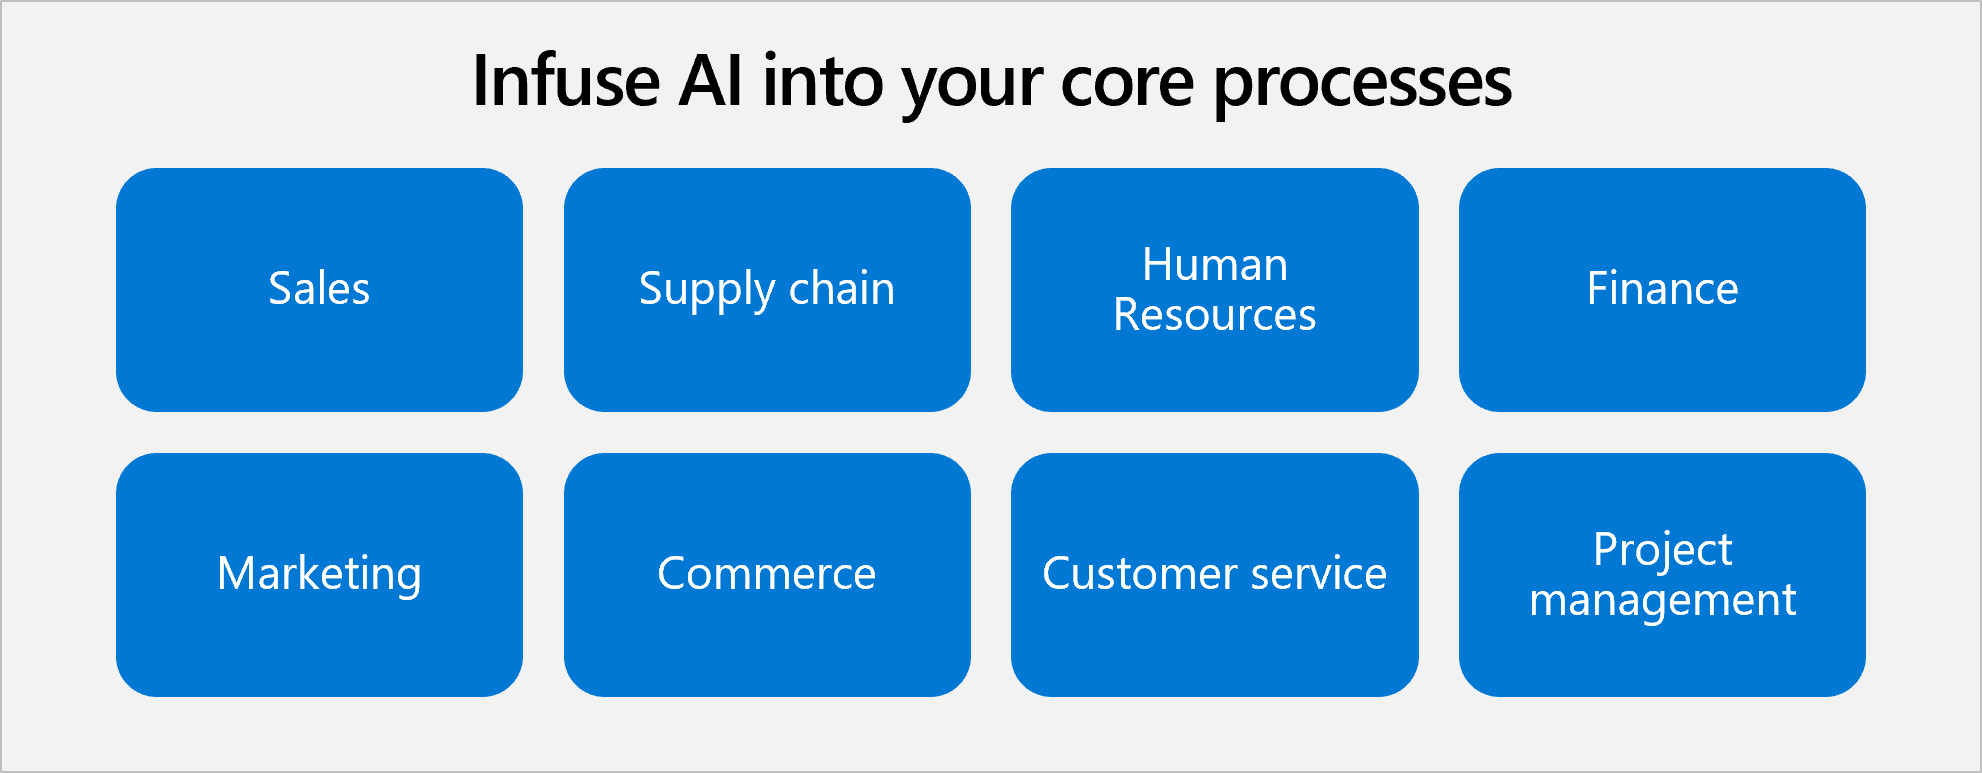 Infuse AI into your core processes
Sales
Supply chain
Human
Resources
Finance
Marketing
Commerce
Customer service
Project
management